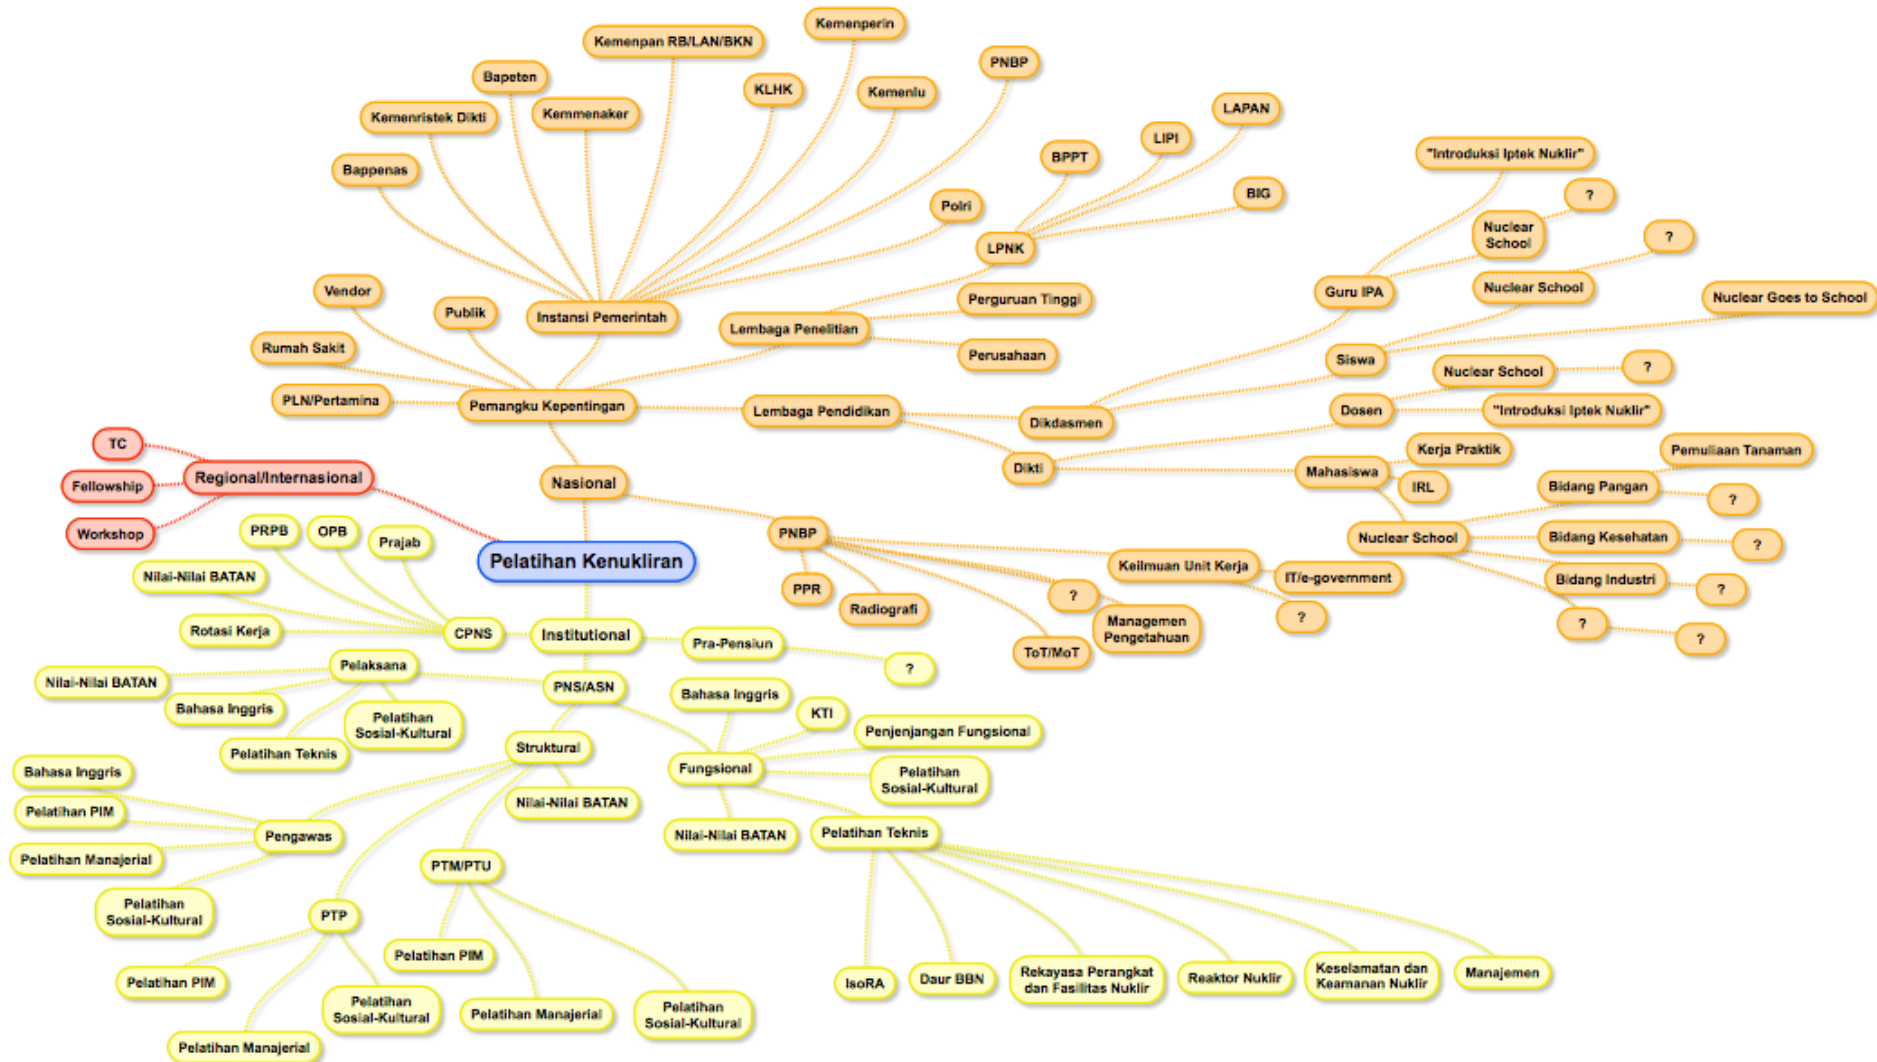 Kemenperin
Kemenpan RB/LAN/BKN
PNBP
Bapeten
KLHK
Kemenlu
Kemenristek Dikti
Kemmenaker
LAPAN
LIPI
BPPT
"Introduksi Iptek Nuklir"
Bappenas
BIG
?
Polri
Nuclear
School
?
LPNK
Vendor
Publik
Instansi Pemerintah
Perguruan Tinggi
Lembaga Penelitian
Guru IPA
Nuclear School
Nuclear Goes to School
Rumah Sakit
Perusahaan
Siswa
Nuclear School
?
PLN/Pertamina
Pemangku Kepentingan
Lembaga Pendidikan
Dikdasmen
Dosen
"Introduksi Iptek Nuklir"
TC
Regional/Internasional
Fellowship
Workshop
Nasional
Dikti
Mahasiswa
Kerja Praktik
IRL
Pemuliaan Tanaman
Bidang Pangan
?
Nuclear School
Bidang Kesehatan
?
Bidang Industri
?
?
?
PNBP
Keilmuan Unit Kerja
IT/e-government
?
PPR
Radiografi
?
Managemen
Pengetahuan
ToT/MoT
Pelatihan Kenukliran
PRPB
OPB
Prajab
Nilai-Nilai BATAN
Rotasi Kerja
CPNS
Institutional
Pra-Pensiun
?
Pelaksana
PNS/ASN
Nilai-Nilai BATAN
Bahasa Inggris
Pelatihan
Sosial-Kultural
Pelatihan Teknis
Struktural
Bahasa Inggris
KTI
Penjenjangan Fungsional
Fungsional
Pelatihan
Sosial-Kultural
Nilai-Nilai BATAN
Nilai-Nilai BATAN
Pelatihan Teknis
Bahasa Inggris
Pelatihan PIM
Pengawas
Pelatihan Manajerial
Pelatihan
Sosial-Kultural
PTM/PTU
PTP
Pelatihan PIM
Pelatihan PIM
Pelatihan
Sosial-Kultural
Pelatihan Manajerial
Pelatihan Manajerial
Pelatihan
Sosial-Kultural
IsoRA
Daur BBN
Rekayasa Perangkat
dan Fasilitas Nuklir
Reaktor Nuklir
Keselamatan dan
Keamanan Nuklir
Manajemen